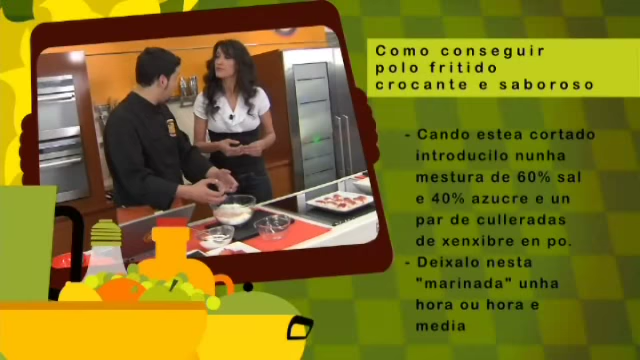 Como conseguir
polo fritido
crocante e saboroso
- Cando estea cortado
introducilo nunha
mestura de 60% sal
e 40% azucre e un
par de culleradas
de xenxibre en po.
- Deixalo nesta
"marinada" unha
hora ou hora e
media